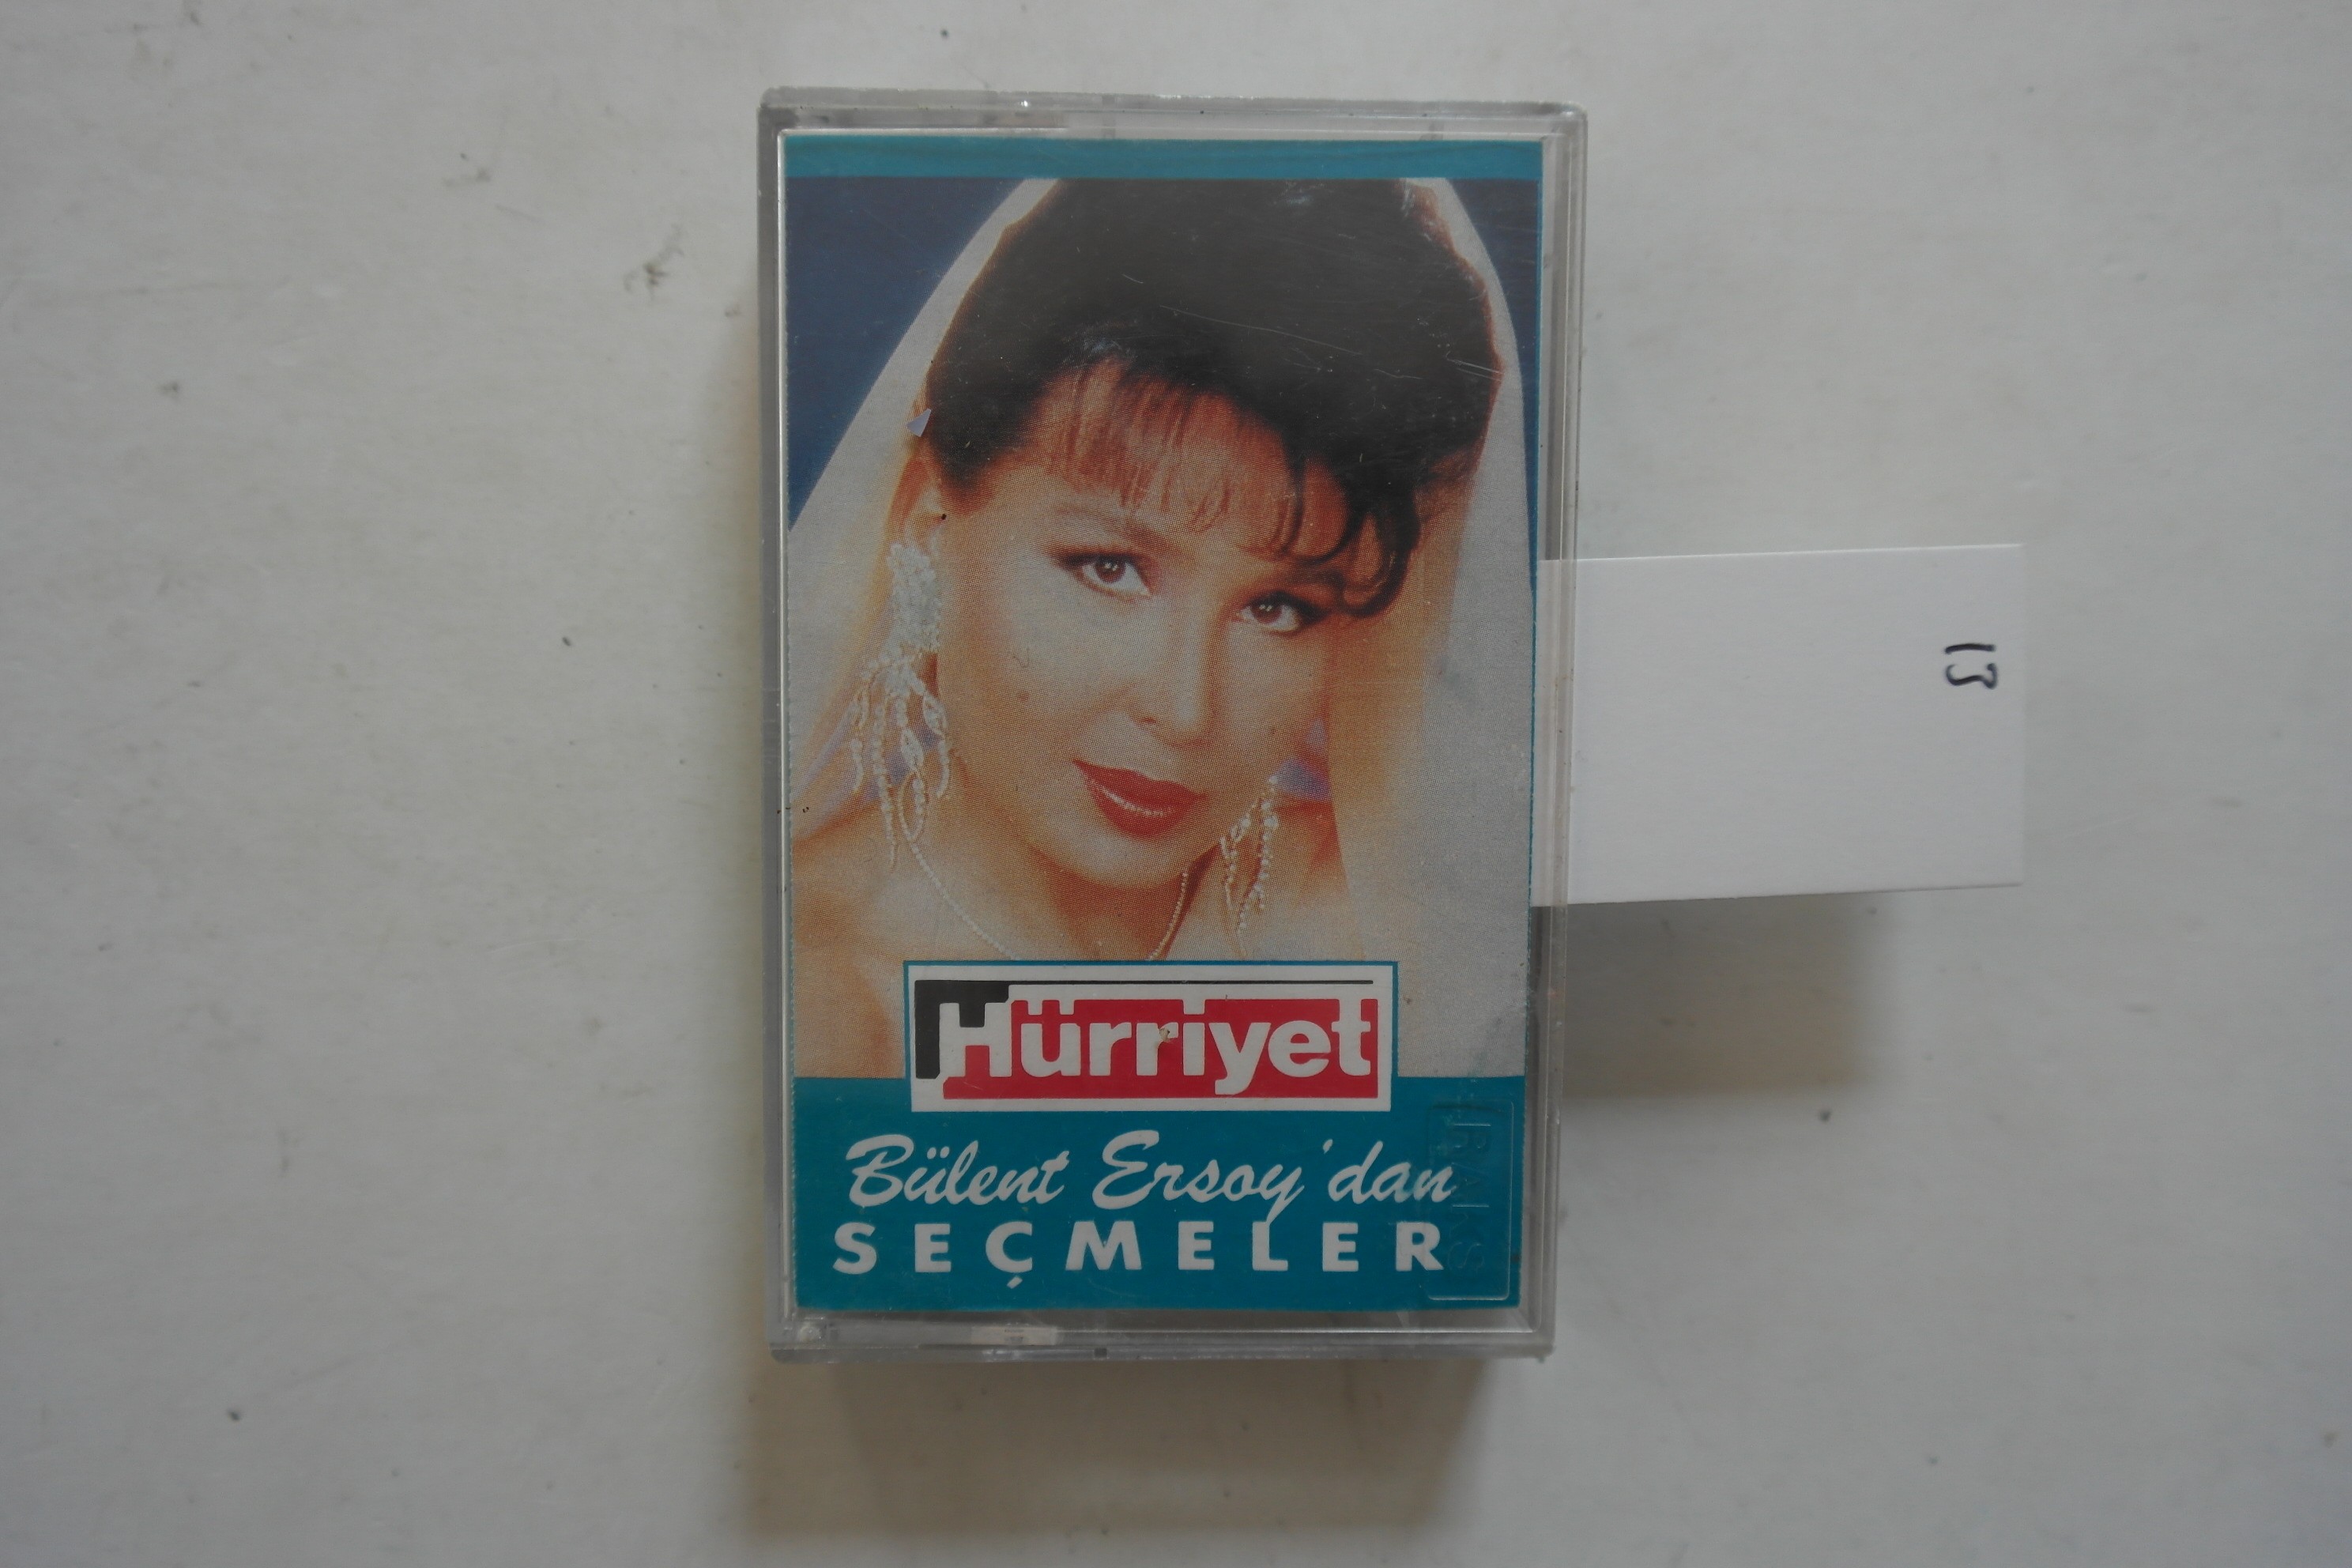 Hürriyet
Bülent Ersoy'dan
SEÇMELER
RAKS
13